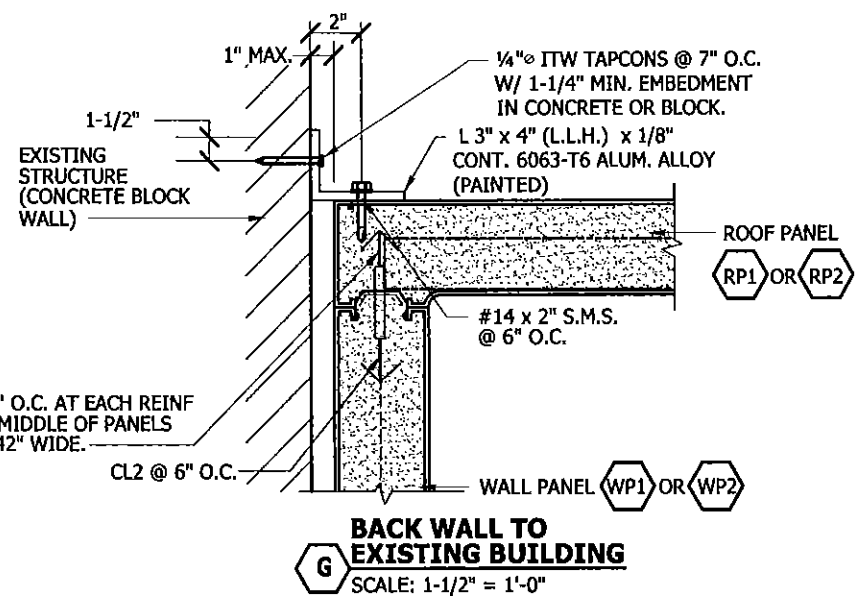 2"
1" MAX.
1/4"⌀ ITW TAPCONS @ 7" O.C.
W/ 1-1/4" MIN. EMBEDMENT
IN CONCRETE OR BLOCK.
1-1/2"
L 3" x 4" (L.L.H.) x 1/8"
CONT. 6063-T6 ALUM. ALLOY
(PAINTED)
EXISTING
STRUCTURE
(CONCRETE BLOCK
WALL)
ROOF PANEL
RP1 OR RP2
#14 x 2" S.M.S.
@ 6" O.C.
" O.C. AT EACH REINF
MIDDLE OF PANELS
42" WIDE.
CL2 @ 6" O.C.
WALL PANEL WP1 OR WP2
BACK WALL TO
G EXISTING BUILDING
SCALE: 1-1/2" = 1'-0"